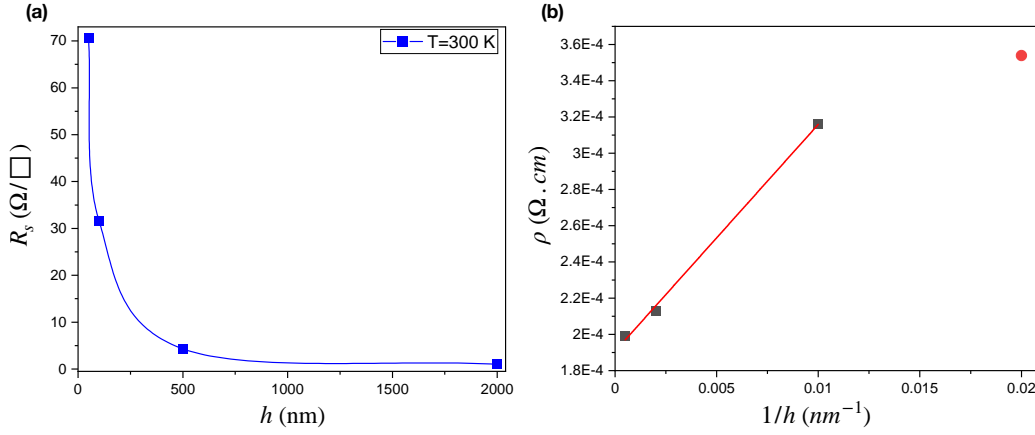 (a)
T=300 K
70
60
50
40
30
20
10
0
R_s (Ω/□)
0 500 1000 1500 2000
h (nm)
(b)
3.6E-4
3.4E-4
3.2E-4
3E-4
2.8E-4
2.6E-4
2.4E-4
2.2E-4
2E-4
1.8E-4
ρ (Ω.cm)
0 0.005 0.01 0.015 0.02
1/h (nm⁻¹)